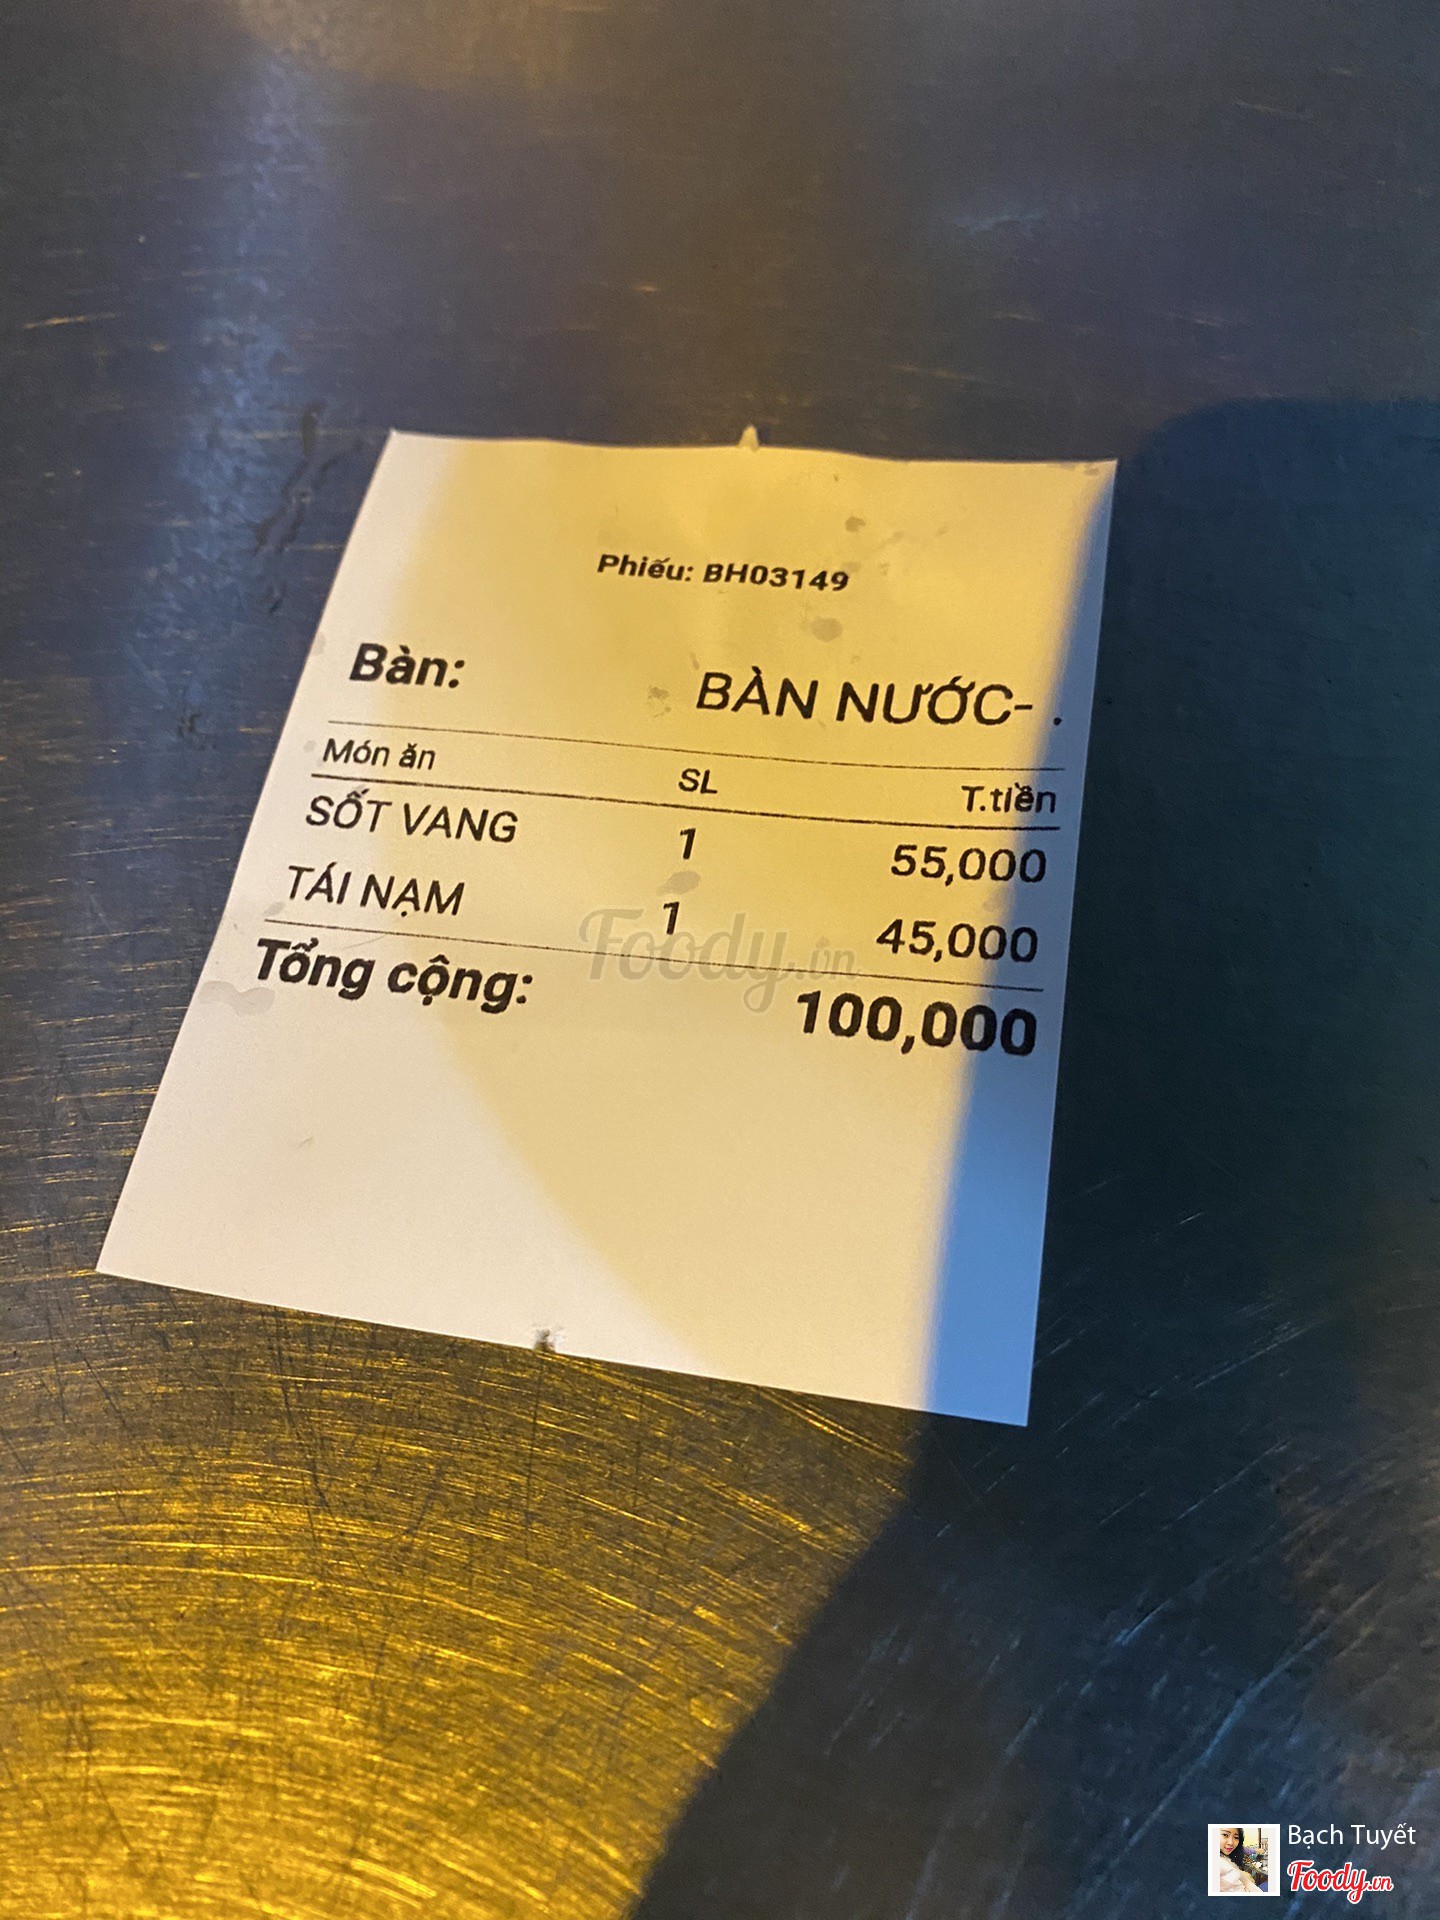 Phiếu: BH03149
Bàn: BÀN NƯỚC- .
Món ăn SL T.tiền
SỐT VANG 1 55,000
TÁI NẠM 1 45,000
Tổng cộng: 100,000
Foody.vn
Bạch Tuyết
Foody.vn